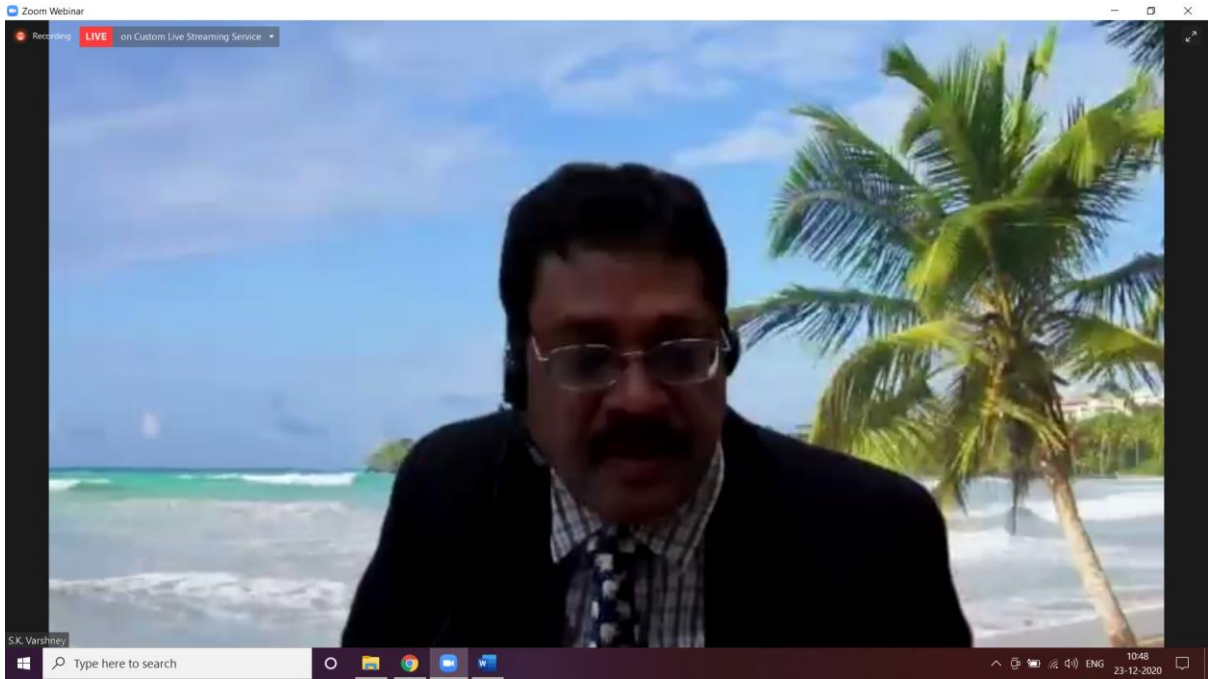 Zoom Webinar
Recording
LIVE on Custom Live Streaming Service
S.K. Varshney
Type here to search
W
ENG
10:48
23-12-2020